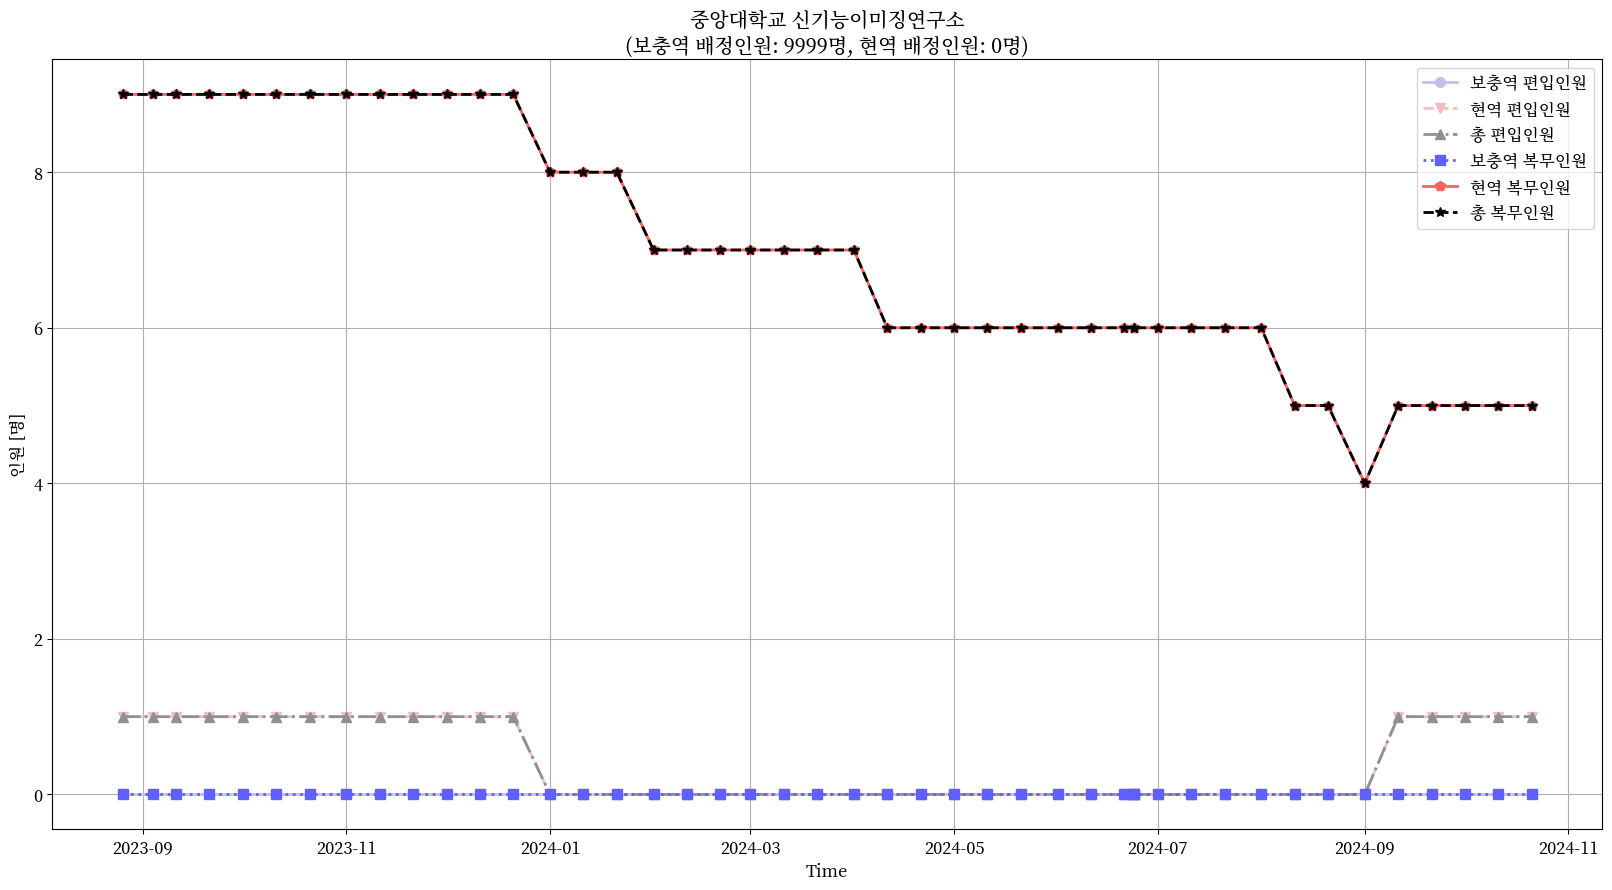 중앙대학교 신기능이미징연구소
(보충역 배정인원: 9999명, 현역 배정인원: 0명)
보충역 편입인원
현역 편입인원
총 편입인원
보충역 복무인원
현역 복무인원
총 복무인원
인원 [명]
8
6
4
2
0
2023-09
2023-11
2024-01
2024-03
2024-05
2024-07
2024-09
2024-11
Time